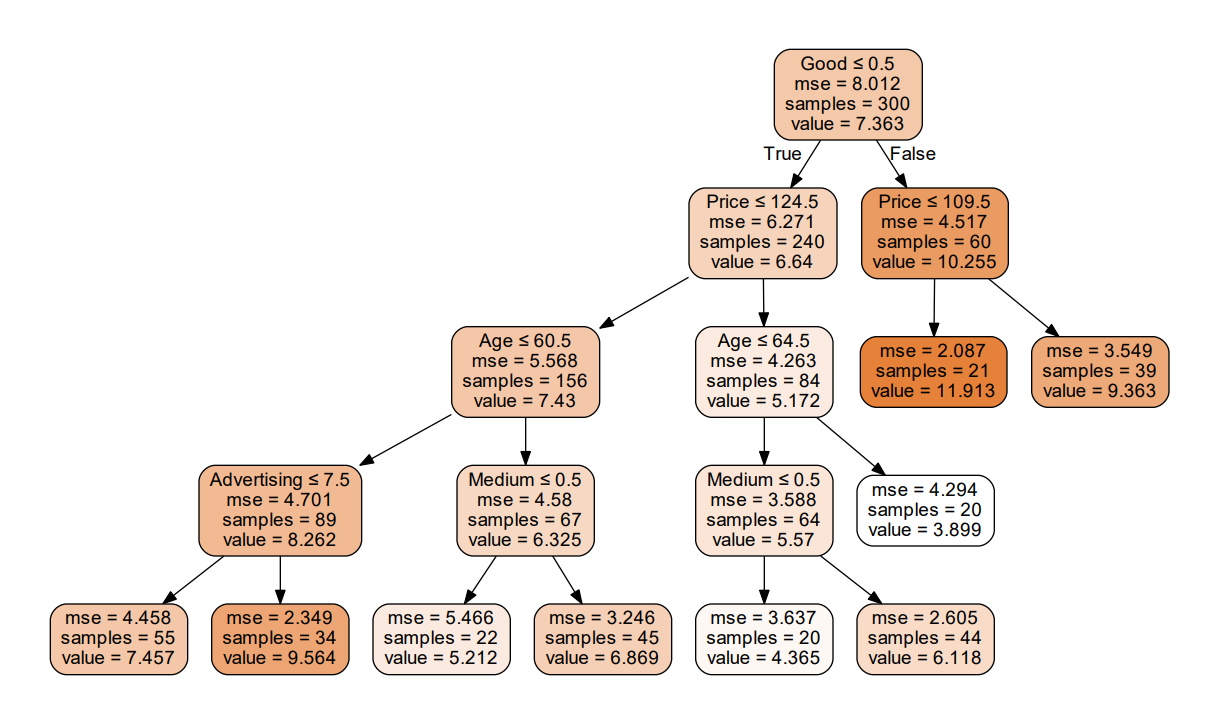 Good ≤ 0.5
mse = 8.012
samples = 300
value = 7.363
True
False
Price ≤ 124.5
mse = 6.271
samples = 240
value = 6.64
Price ≤ 109.5
mse = 4.517
samples = 60
value = 10.255
Age ≤ 60.5
mse = 5.568
samples = 156
value = 7.43
Age ≤ 64.5
mse = 4.263
samples = 84
value = 5.172
mse = 2.087
samples = 21
value = 11.913
mse = 3.549
samples = 39
value = 9.363
Advertising ≤ 7.5
mse = 4.701
samples = 89
value = 8.262
Medium ≤ 0.5
mse = 4.58
samples = 67
value = 6.325
Medium ≤ 0.5
mse = 3.588
samples = 64
value = 5.57
mse = 4.294
samples = 20
value = 3.899
mse = 4.458
samples = 55
value = 7.457
mse = 2.349
samples = 34
value = 9.564
mse = 5.466
samples = 22
value = 5.212
mse = 3.246
samples = 45
value = 6.869
mse = 3.637
samples = 20
value = 4.365
mse = 2.605
samples = 44
value = 6.118